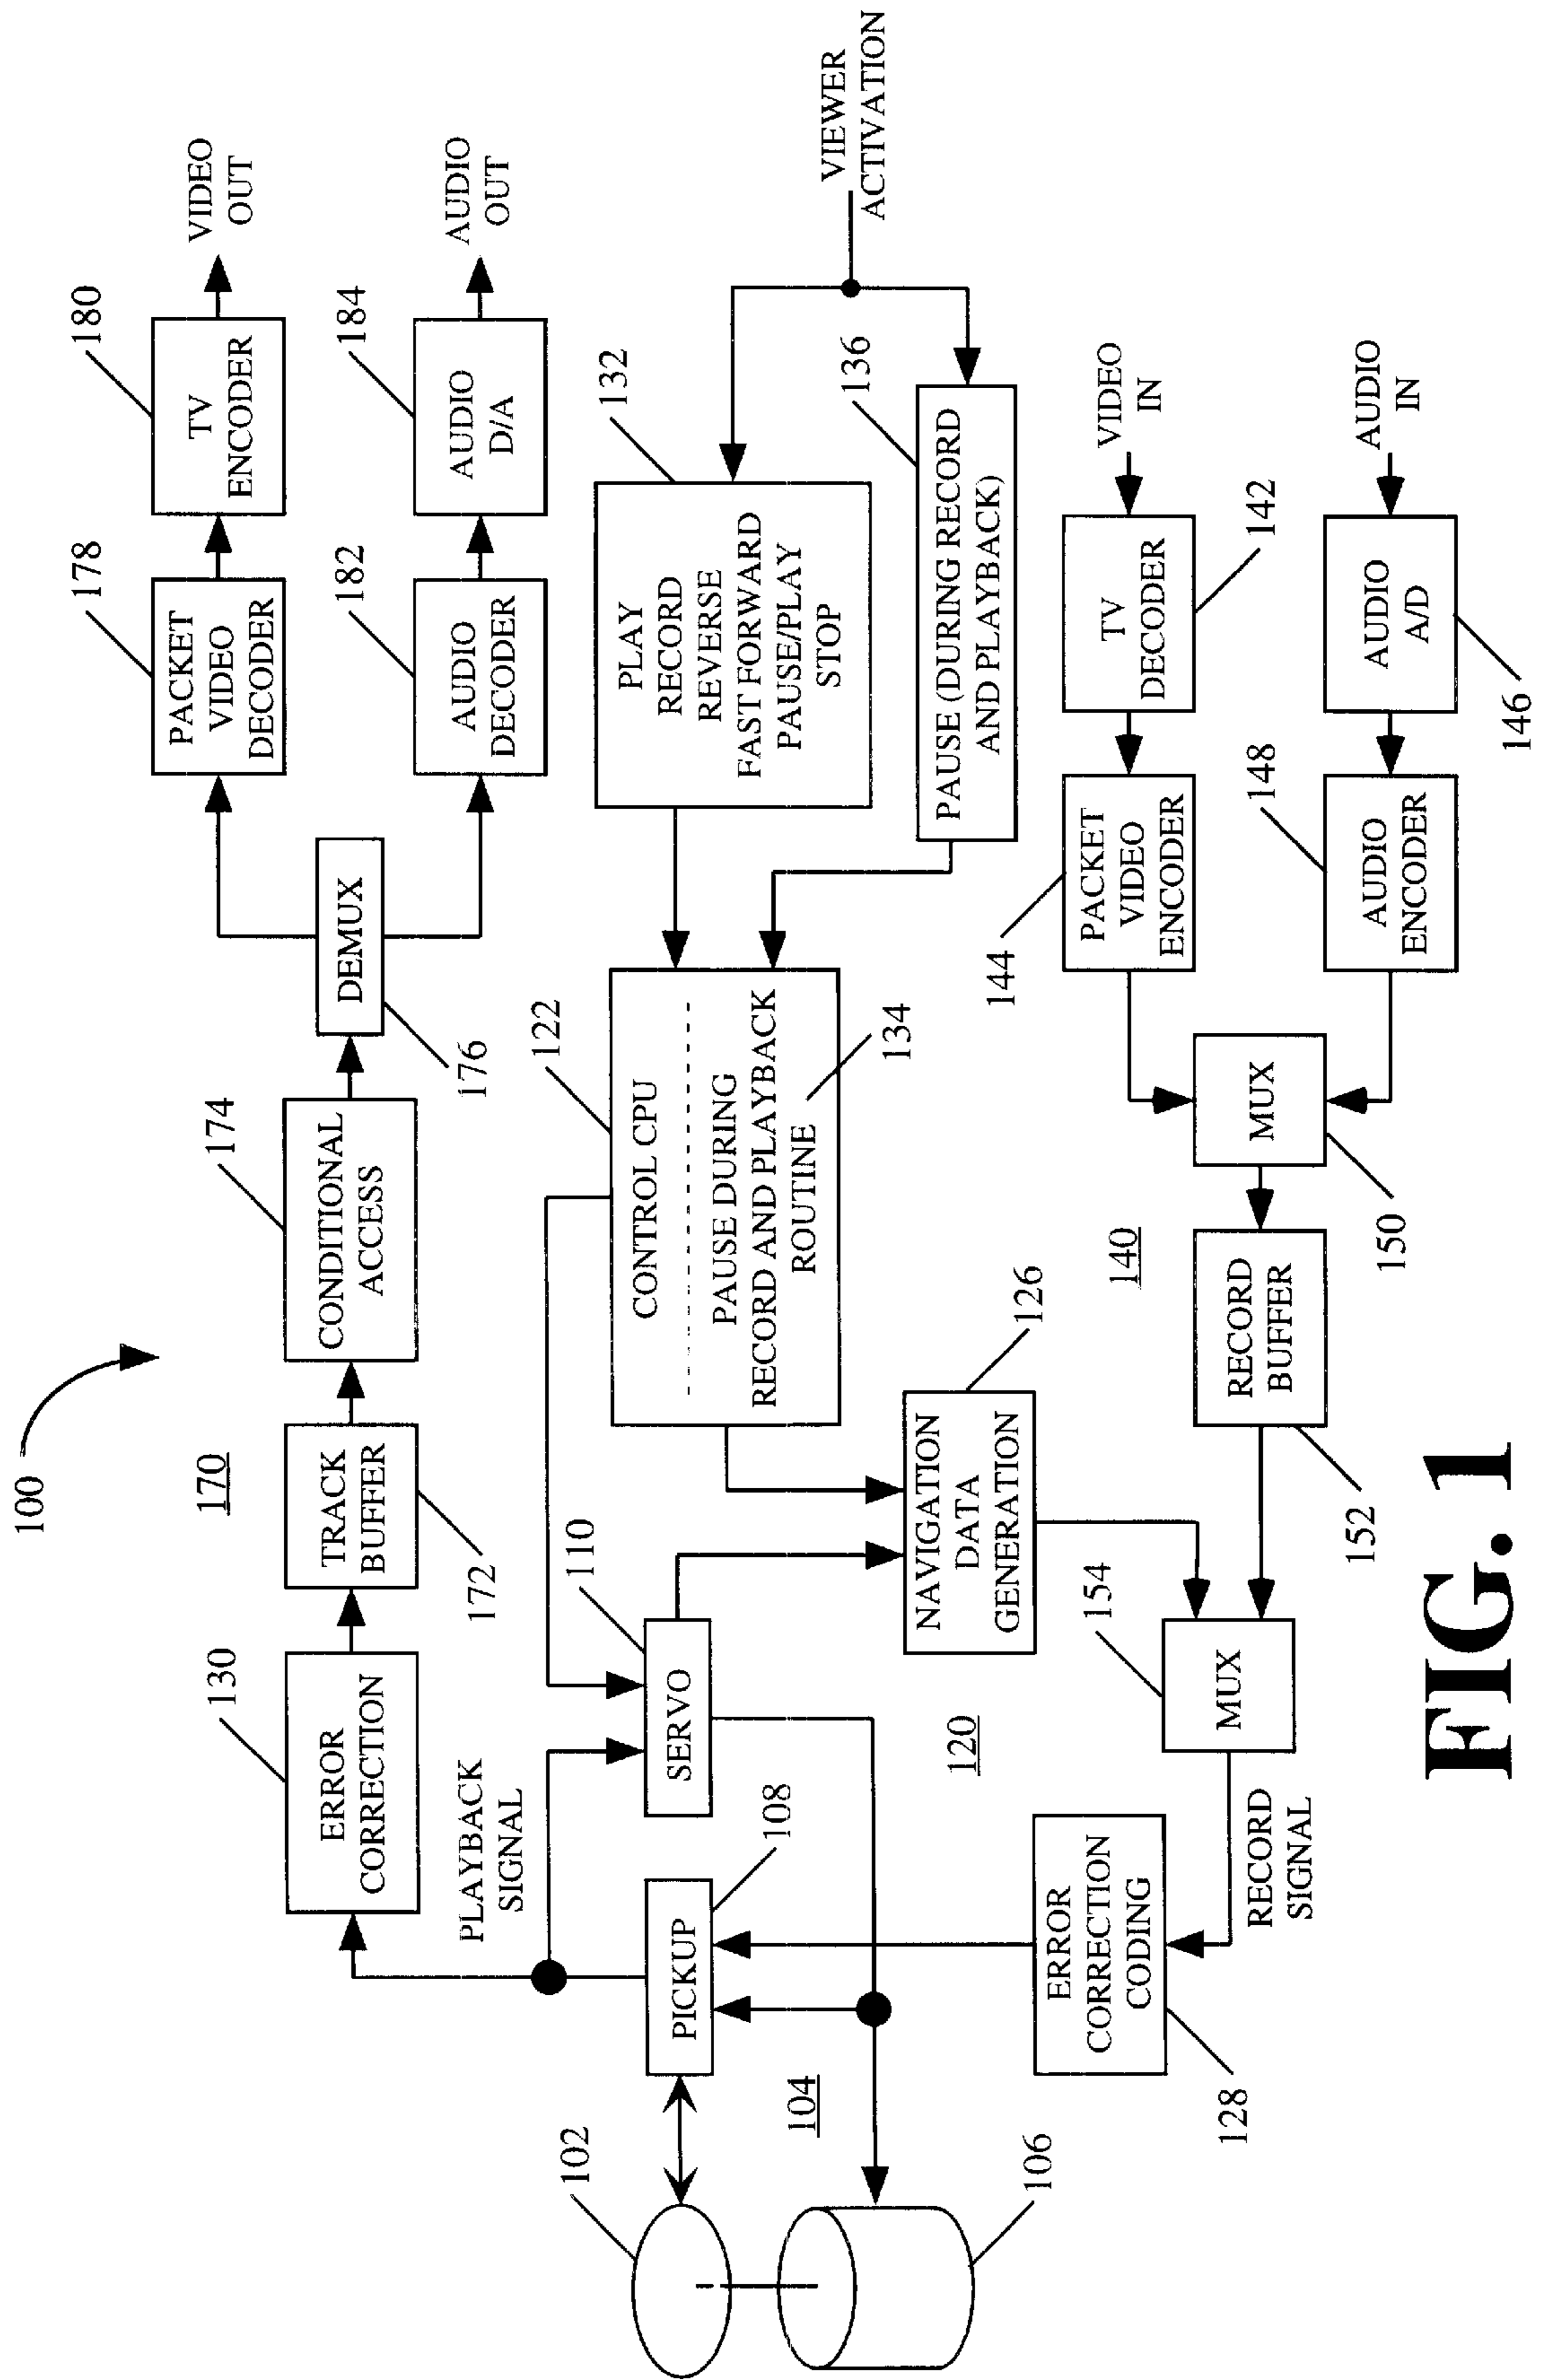 100
170
130
ERROR
CORRECTION
TRACK
BUFFER
172
174
CONDITIONAL
ACCESS
DEMUX
176
178
PACKET
VIDEO
DECODER
180
TV
ENCODER
VIDEO
OUT
182
AUDIO
DECODER
184
AUDIO
D/A
AUDIO
OUT
PLAYBACK
SIGNAL
102
PICKUP
108
104
106
110
SERVO
122
CONTROL CPU
PAUSE DURING
RECORD AND PLAYBACK
ROUTINE
134
132
PLAY
RECORD
REVERSE
FAST FORWARD
PAUSE/PLAY
STOP
136
PAUSE (DURING RECORD
AND PLAYBACK)
VIEWER
ACTIVATION
120
126
NAVIGATION
DATA
GENERATION
128
ERROR
CORRECTION
CODING
RECORD
SIGNAL
154
MUX
140
RECORD
BUFFER
152
MUX
150
144
PACKET
VIDEO
ENCODER
TV
DECODER
142
VIDEO
IN
148
AUDIO
ENCODER
AUDIO
A/D
146
AUDIO
IN
FIG. 1